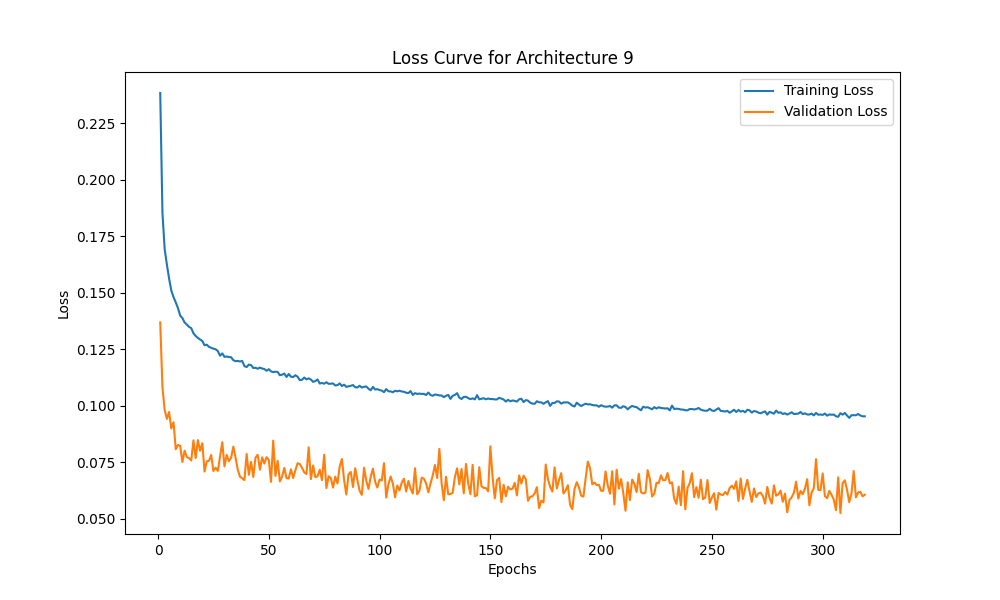 Loss Curve for Architecture 9
Training Loss
Validation Loss
0.225
0.200
0.175
0.150
0.125
0.100
0.075
0.050
Loss
0 50 100 150 200 250 300
Epochs